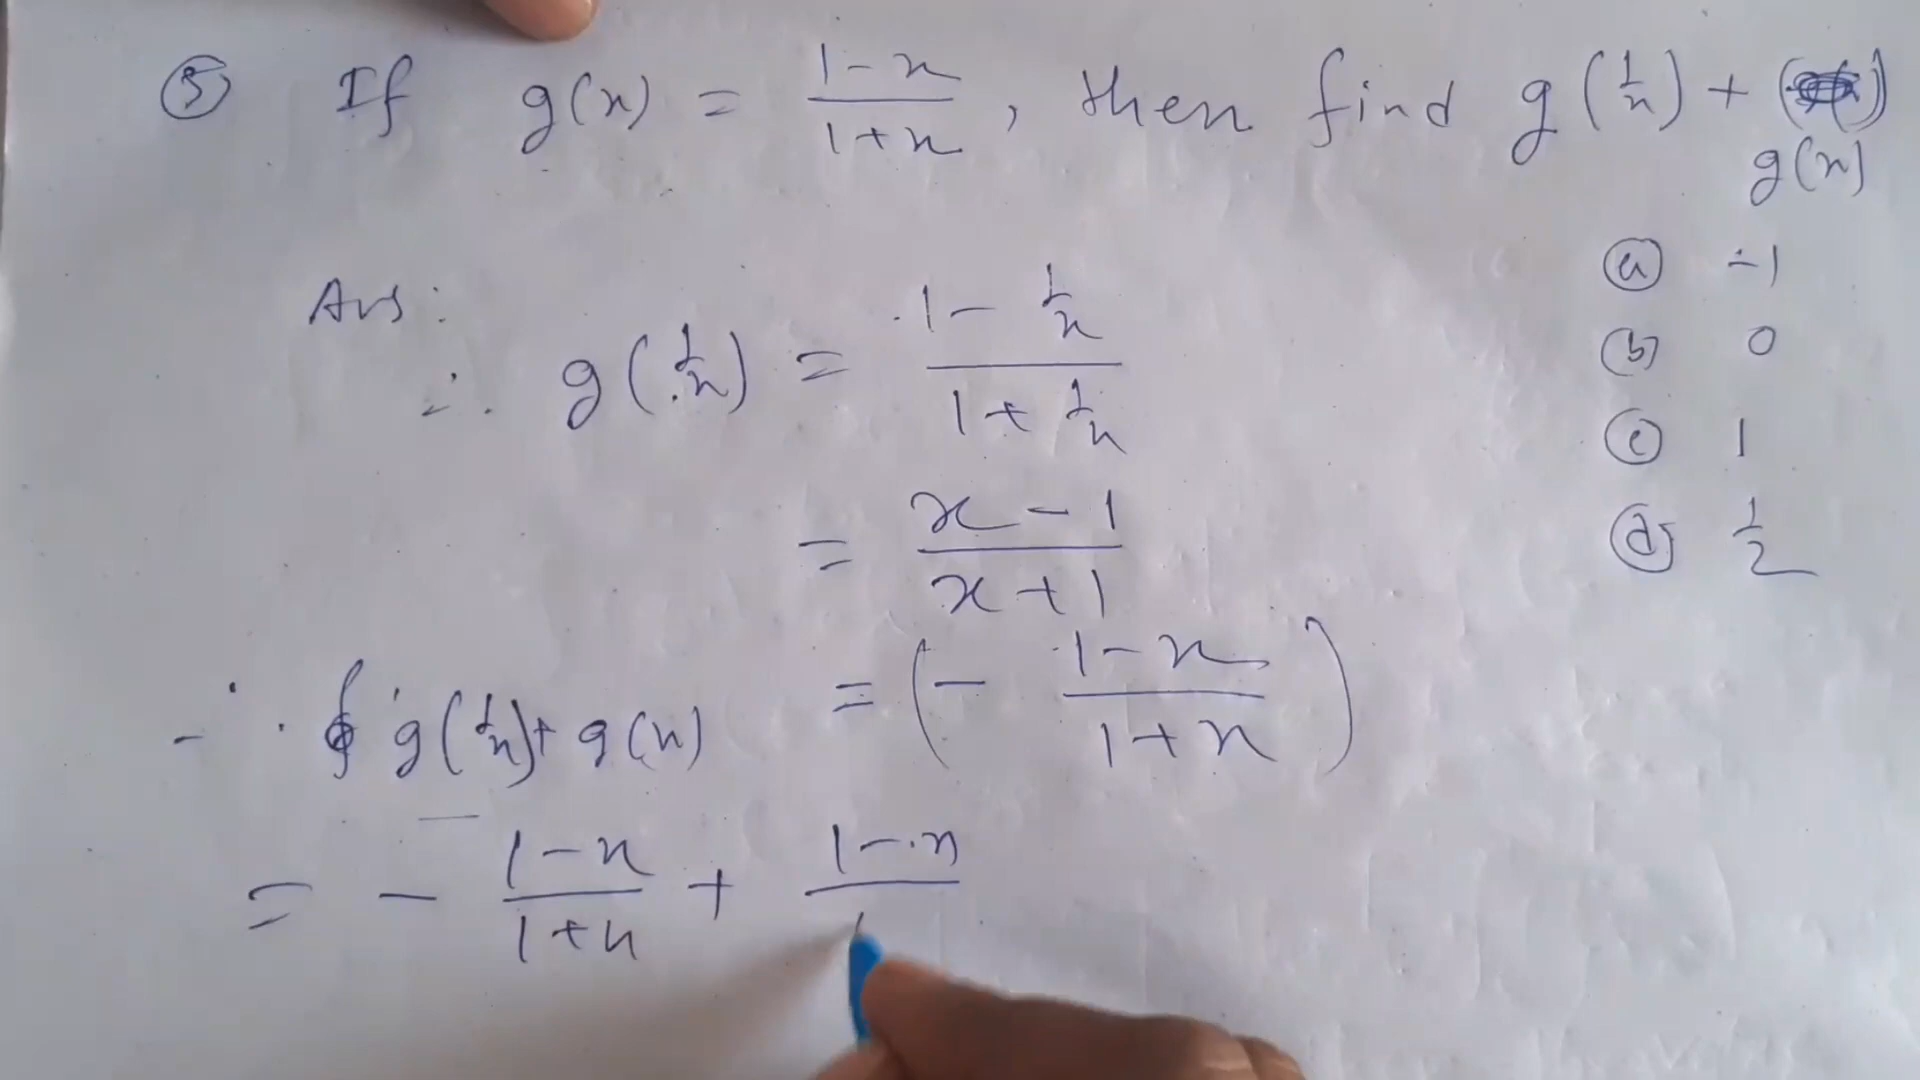 ⑤ If g(x) = (1-x)/(1+x), then find g(1/x) +
g(x)
ⓐ -1
ⓑ 0
ⓒ 1
ⓓ 1/2
Ans:
∴ g(1/x) = (1 - 1/x)/(1 + 1/x)
= (x-1)/(x+1)
= (- (1-x)/(1+x))
∴ g(1/x) + g(x)
= - (1-x)/(1+x) + (1-x)/